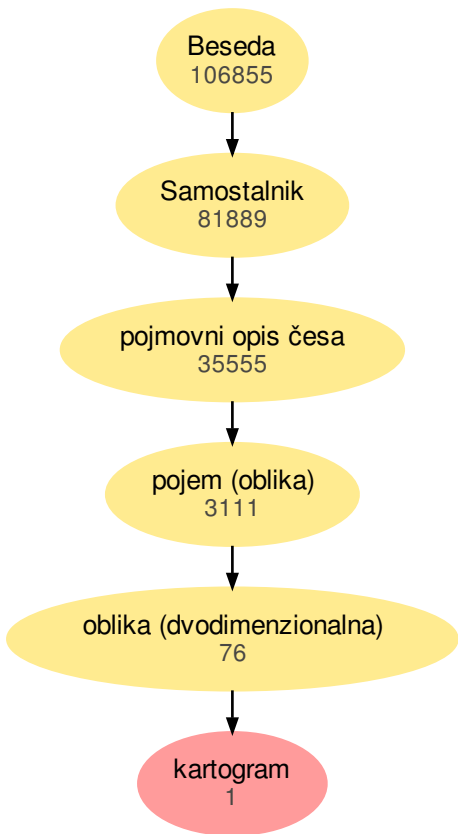 Beseda
106855
Samostalnik
81889
pojmovni opis česa
35555
pojem (oblika)
3111
oblika (dvodimenzionalna)
76
kartogram
1